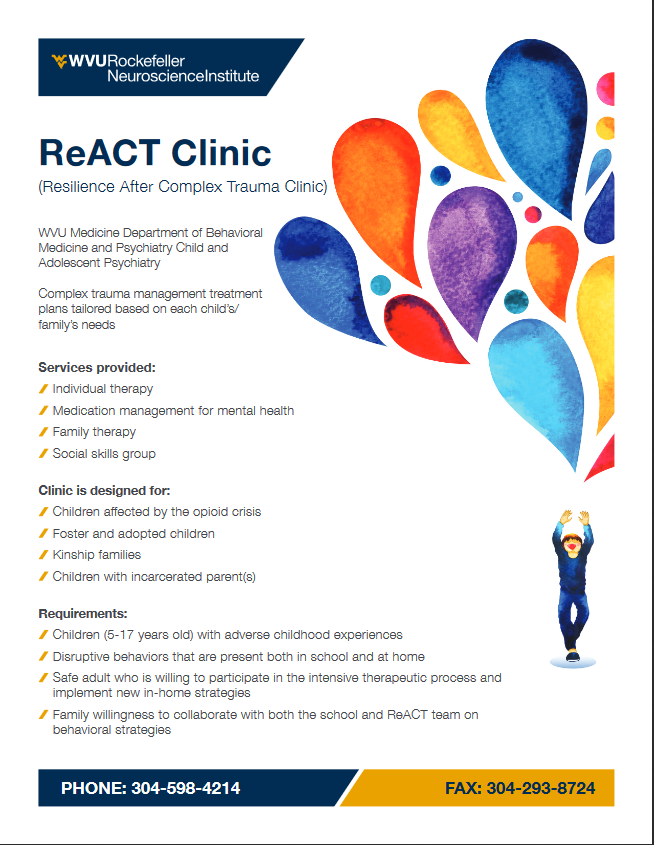 WVURockefeller
NeuroscienceInstitute
ReACT Clinic
(Resilience After Complex Trauma Clinic)
WVU Medicine Department of Behavioral
Medicine and Psychiatry Child and
Adolescent Psychiatry
Complex trauma management treatment
plans tailored based on each child's/
family's needs
Services provided:
Individual therapy
Medication management for mental health
Family therapy
Social skills group
Clinic is designed for:
Children affected by the opioid crisis
Foster and adopted children
Kinship families
Children with incarcerated parent(s)
Requirements:
Children (5-17 years old) with adverse childhood experiences
Disruptive behaviors that are present both in school and at home
Safe adult who is willing to participate in the intensive therapeutic process and
implement new in-home strategies
Family willingness to collaborate with both the school and ReACT team on
behavioral strategies
PHONE: 304-598-4214
FAX: 304-293-8724